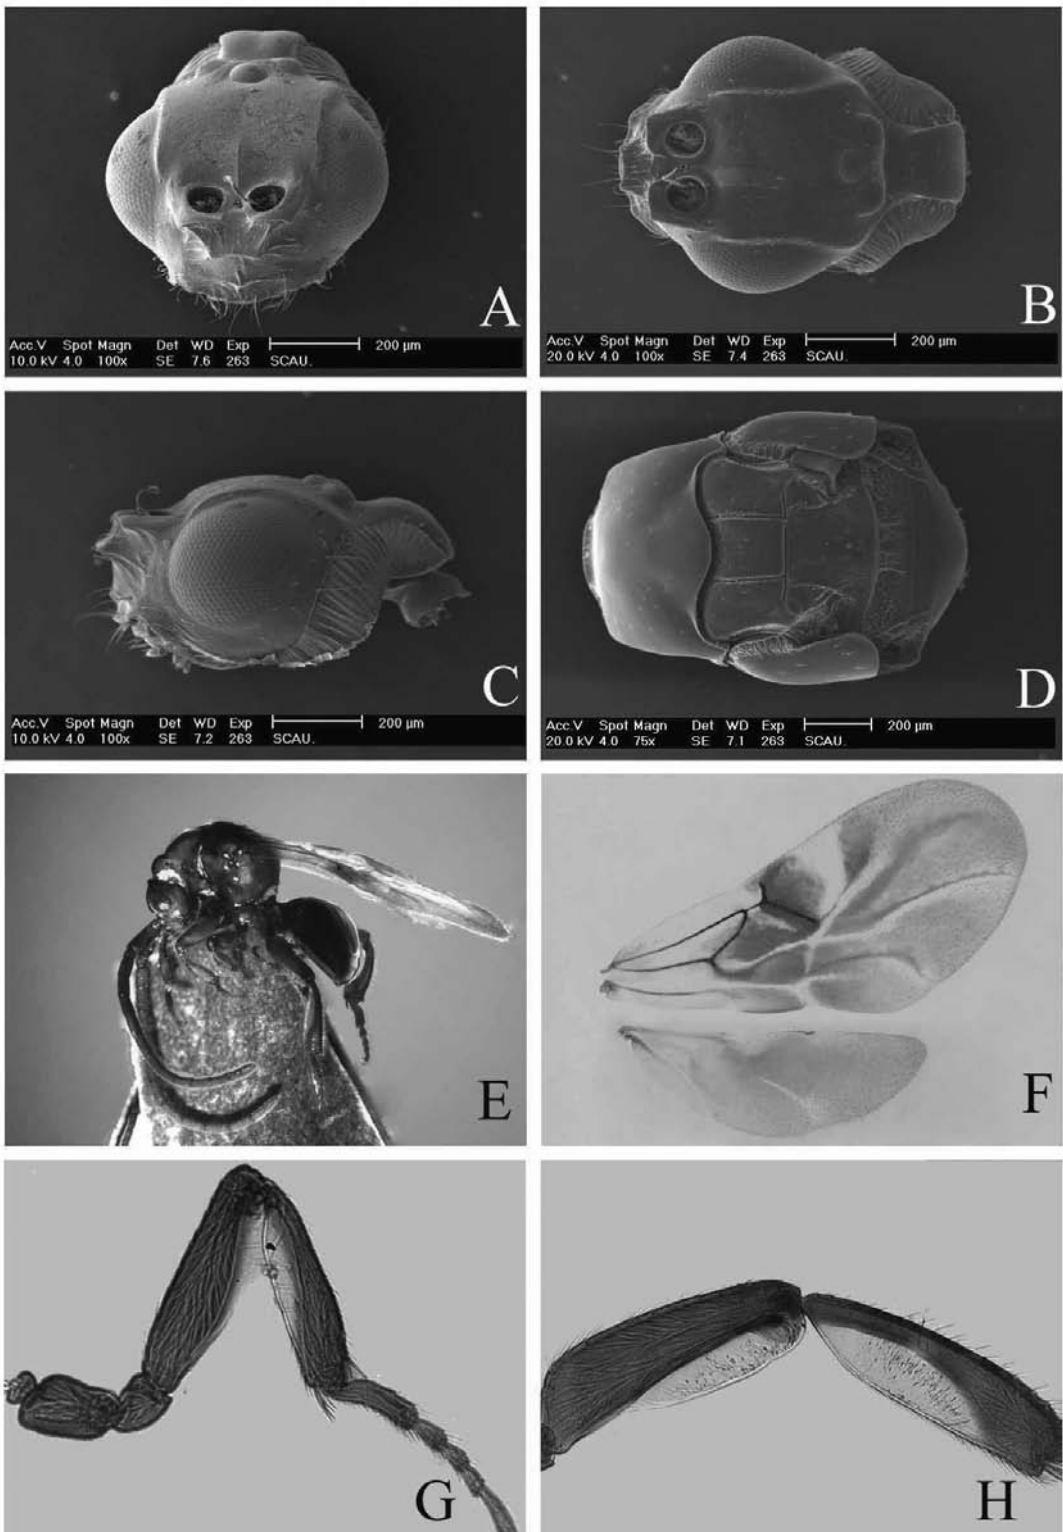 A
Acc.V Spot Magn Det WD Exp 200 µm
10.0 kV 4.0 100x SE 7.6 263 SCAU.
B
Acc.V Spot Magn Det WD Exp 200 µm
20.0 kV 4.0 100x SE 7.4 263 SCAU.
C
Acc.V Spot Magn Det WD Exp 200 µm
10.0 kV 4.0 100x SE 7.2 263 SCAU.
D
Acc.V Spot Magn Det WD Exp 200 µm
20.0 kV 4.0 75x SE 7.1 263 SCAU.
E
F
G
H